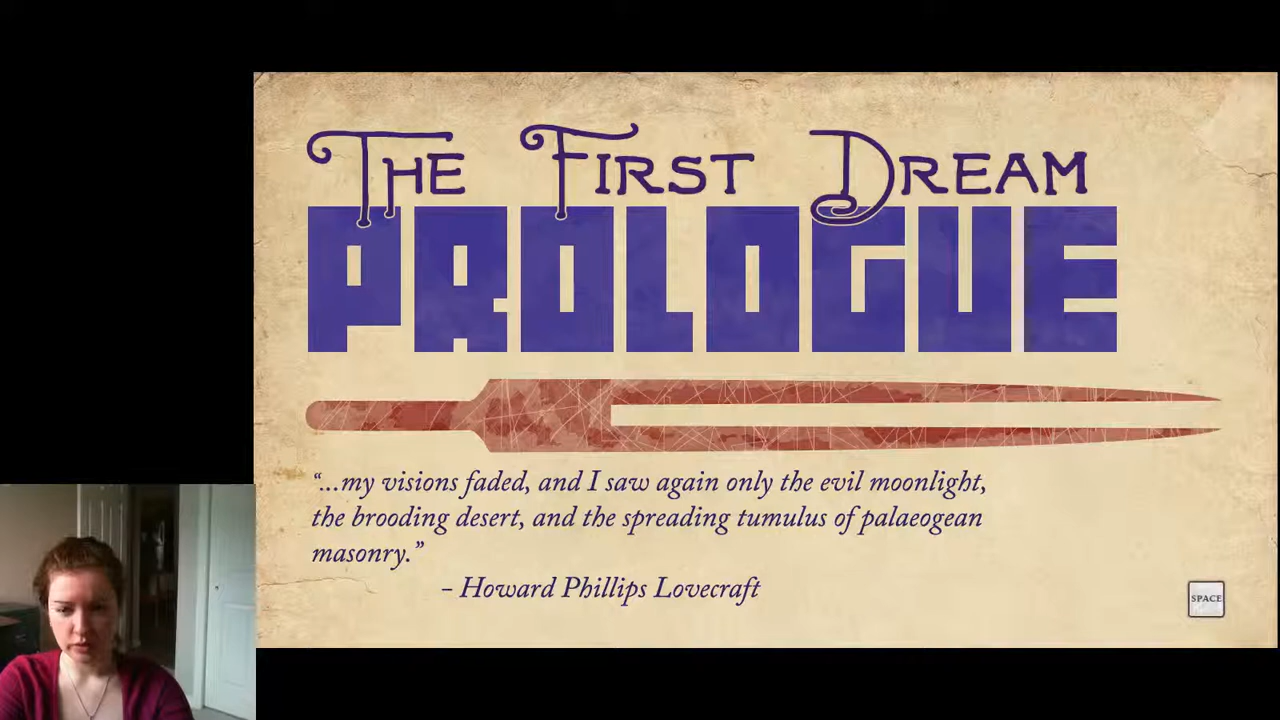 The First Dream
PROLOGUE
“...my visions faded, and I saw again only the evil moonlight,
the brooding desert, and the spreading tumulus of palaeogean
masonry.”
– Howard Phillips Lovecraft
SPACE